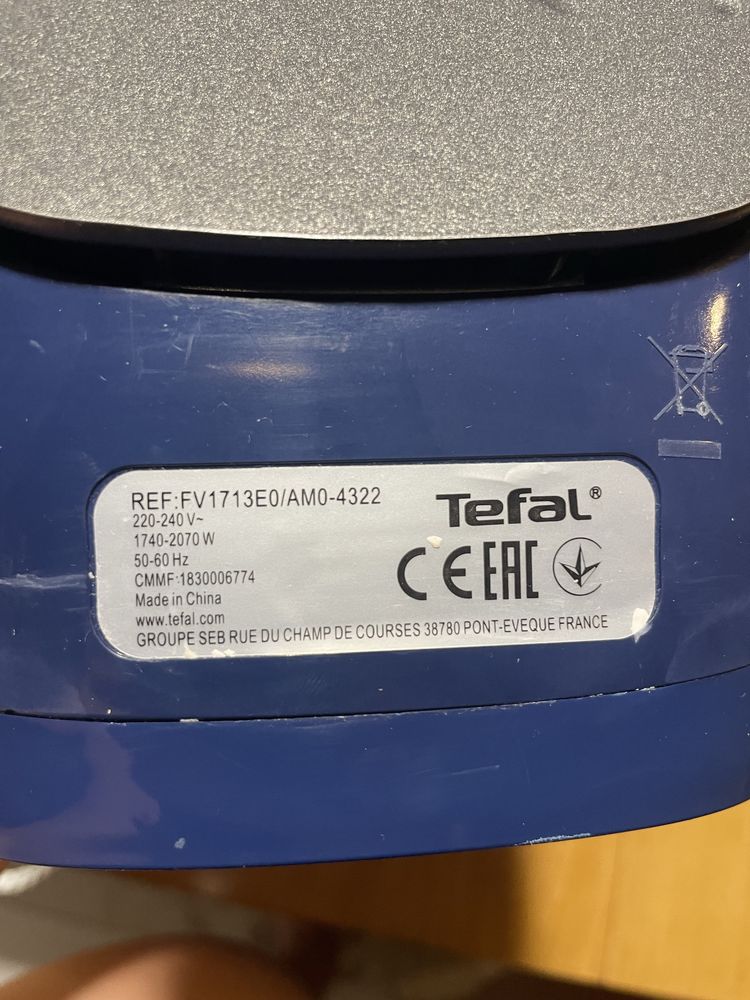 REF:FV1713E0/AM0-4322
220-240 V~
1740-2070 W
50-60 Hz
CMMF:1830006774
Made in China
www.tefal.com
GROUPE SEB RUE DU CHAMP DE COURSES 38780 PONT-EVEQUE FRANCE
Tefal®
CE EAC